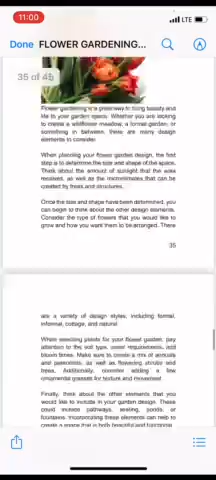 11:00
LTE
Done FLOWER GARDENING...
35 of 45
Flower gardening is a great way to bring beauty and
life to your garden space. Whether you are looking
to create a wildflower meadow, a formal garden, or
something in between, there are many design
elements to consider.
When planning your flower garden design, the first
step is to determine the size and shape of the space.
Think about the amount of sunlight that the area
receives, as well as the microclimates that can be
created by trees and structures.
Once the size and shape have been determined, you
can begin to think about the other design elements.
Consider the type of flowers that you would like to
grow and how you want them to be arranged. There
35
are a variety of design styles, including formal,
informal, cottage, and natural.
When selecting plants for your flower garden, pay
attention to the soil type, water requirements, and
bloom times. Make sure to create a mix of annuals
and perennials, as well as flowering shrubs and
trees. Additionally, consider adding a few
ornamental grasses for texture and movement.
Finally, think about the other elements that you
would like to include in your garden design. These
could include pathways, seating, ponds, or
fountains. Incorporating these elements can help to
create a space that is both beautiful and functional.